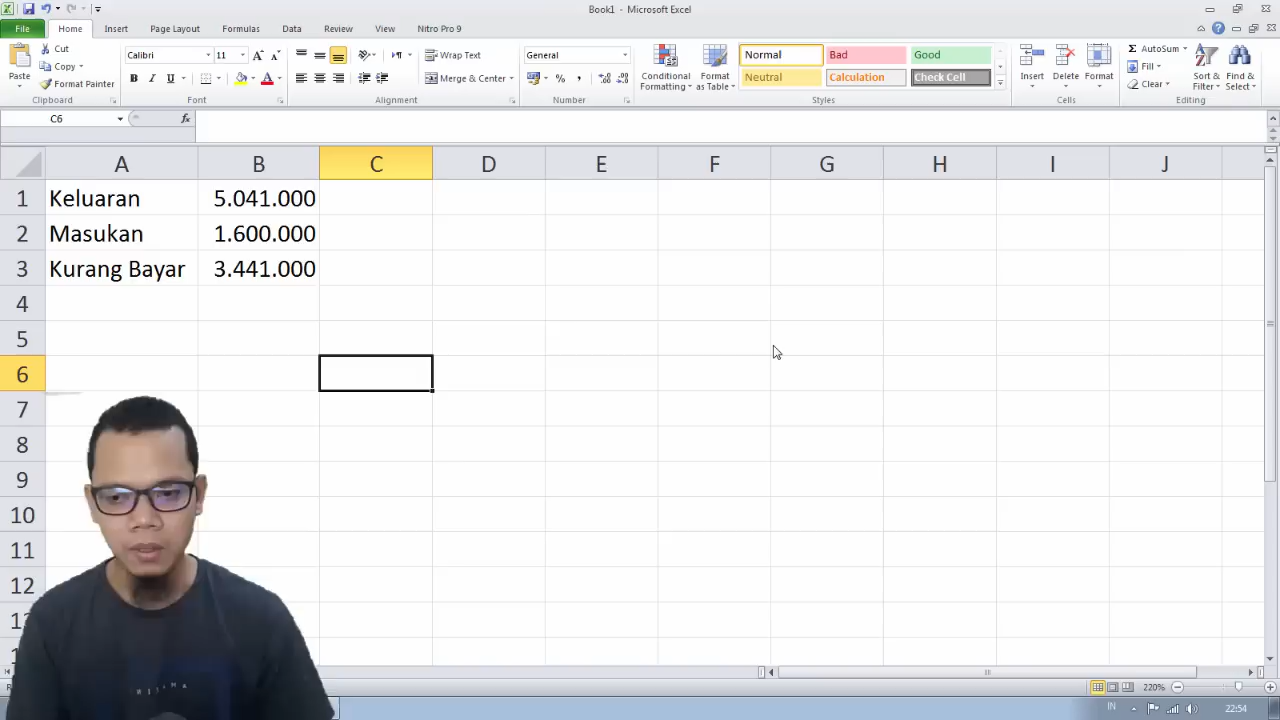 Book1 - Microsoft Excel
File Home Insert Page Layout Formulas Data Review View Nitro Pro 9
Paste Cut Copy Format Painter Clipboard
Calibri 11 B I U A A A Font
Wrap Text Merge & Center Alignment
General % , Number
Conditional Formatting Format as Table
Normal Bad Good
Neutral Calculation Check Cell
Styles
Insert Delete Format Cells
Σ AutoSum Fill Clear Sort & Filter Find & Select Editing
C6 fx
A B C D E F G H I J
1 Keluaran 5.041.000
2 Masukan 1.600.000
3 Kurang Bayar 3.441.000
4
5
6
7
8
9
10
11
12
220%
IN 22:54